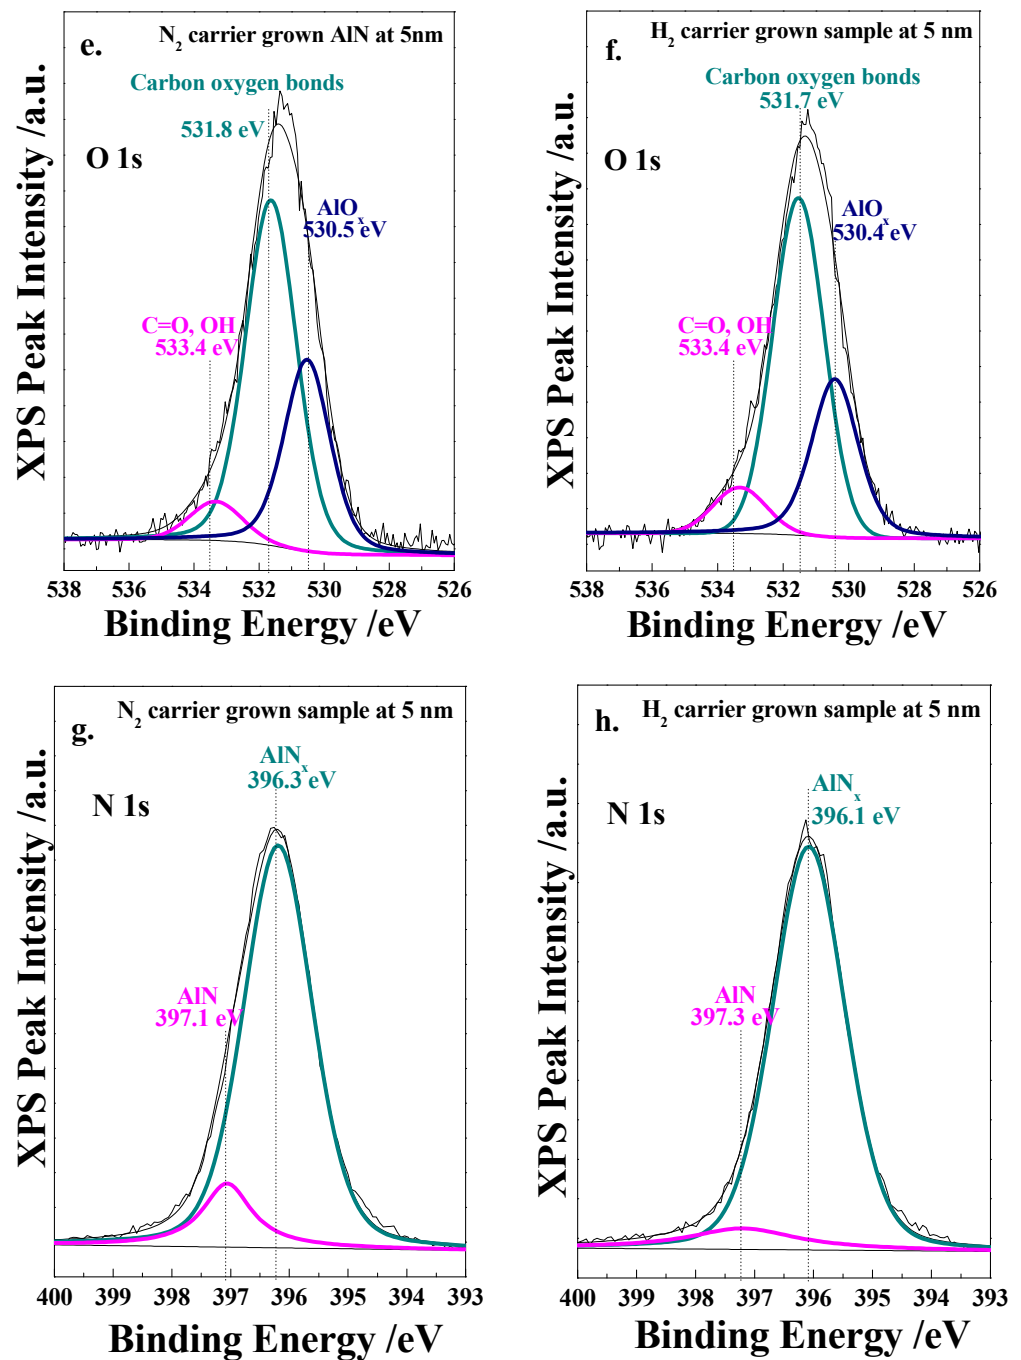 e.
N2 carrier grown AlN at 5nm
Carbon oxygen bonds
531.8 eV
O 1s
AlOx
530.5 eV
C=O, OH
533.4 eV
XPS Peak Intensity /a.u.
538 536 534 532 530 528 526
Binding Energy /eV
f.
H2 carrier grown sample at 5 nm
Carbon oxygen bonds
531.7 eV
O 1s
AlOx
530.4 eV
C=O, OH
533.4 eV
XPS Peak Intensity /a.u.
538 536 534 532 530 528 526
Binding Energy /eV
g.
N2 carrier grown sample at 5 nm
AlNx
396.3 eV
N 1s
AlN
397.1 eV
XPS Peak Intensity /a.u.
400 399 398 397 396 395 394 393
Binding Energy /eV
h.
H2 carrier grown sample at 5 nm
AlNx
396.1 eV
N 1s
AlN
397.3 eV
XPS Peak Intensity /a.u.
400 399 398 397 396 395 394 393
Binding Energy /eV